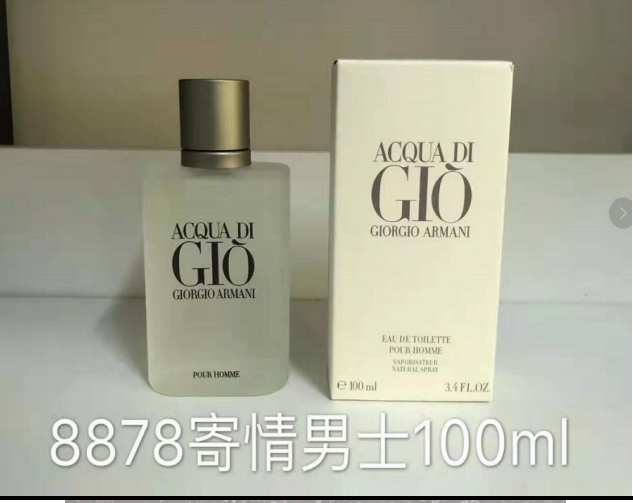 ACQUA DI
GIÒ
GIORGIO ARMANI
POUR HOMME
ACQUA DI
GIÒ
GIORGIO ARMANI
EAU DE TOILETTE
POUR HOMME
VAPORISATEUR
NATURAL SPRAY
℮ 100 ml
3.4 FL.OZ.
8878寄情男士100ml